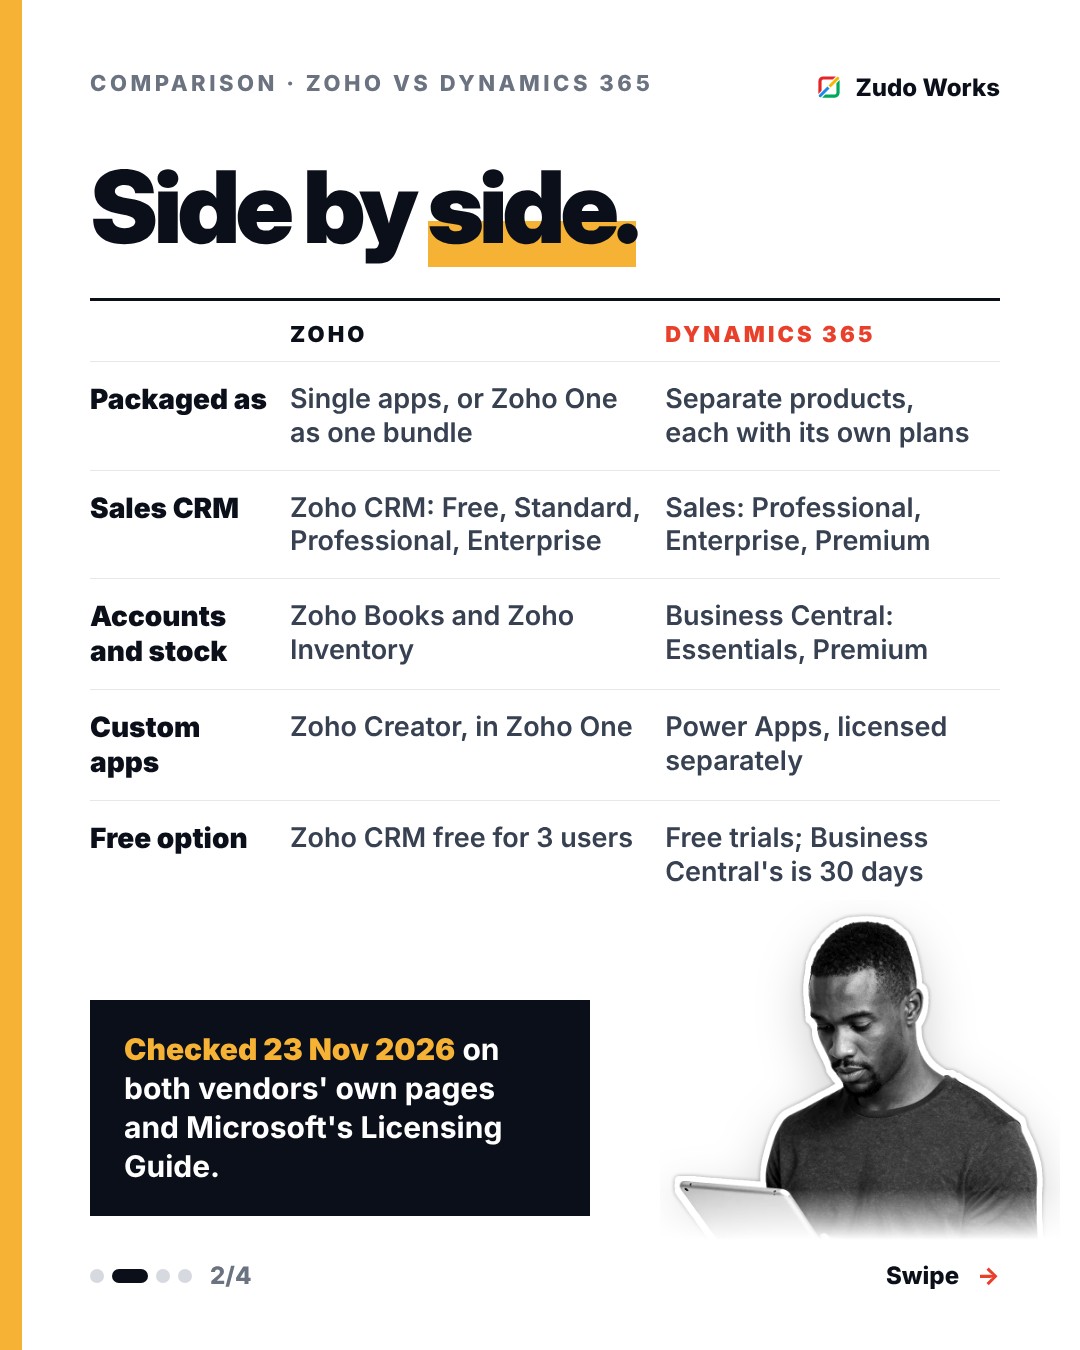 COMPARISON · ZOHO VS DYNAMICS 365
Zudo Works
Side by side.
ZOHO
DYNAMICS 365
Packaged as
Single apps, or Zoho One
as one bundle
Separate products,
each with its own plans
Sales CRM
Zoho CRM: Free, Standard,
Professional, Enterprise
Sales: Professional,
Enterprise, Premium
Accounts
and stock
Zoho Books and Zoho
Inventory
Business Central:
Essentials, Premium
Custom
apps
Zoho Creator, in Zoho One
Power Apps, licensed
separately
Free option
Zoho CRM free for 3 users
Free trials; Business
Central's is 30 days
Checked 23 Nov 2026 on
both vendors' own pages
and Microsoft's Licensing
Guide.
2/4
Swipe →